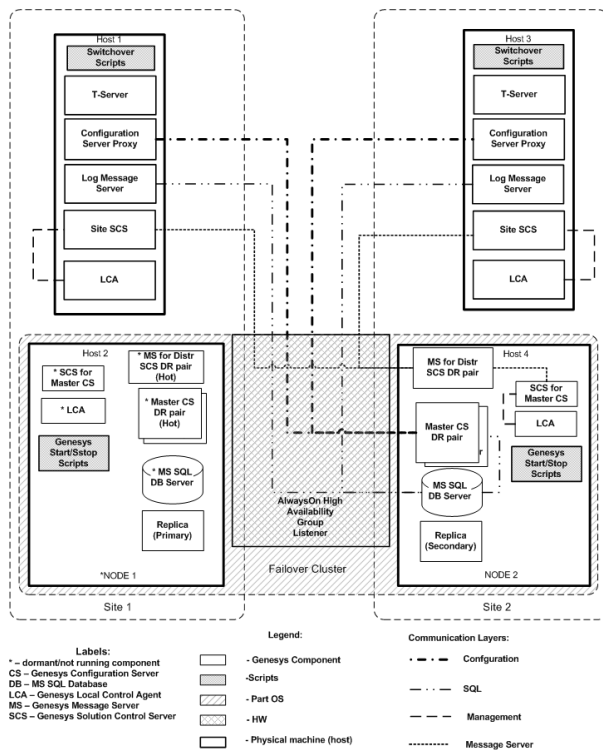 Host 1
Switchover
Scripts
T-Server
Configuration
Server Proxy
Log Message
Server
Site SCS
LCA
Host 3
Switchover
Scripts
T-Server
Configuration
Server Proxy
Log Message
Server
Site SCS
LCA
Host 2
* SCS for
Master CS
* LCA
Genesys
Start/Sstop
Scripts
* MS for Distr
SCS DR pair
(Hot)
* Master CS
DR pair
(Hot)
* MS SQL
DB Server
Replica
(Primary)
*NODE 1
AlwaysOn High
Availability
Group
Listener
Failover Cluster
Host 4
MS for Distr
SCS DR pair
SCS for
Master CS
LCA
Genesys
Start/Stop
Scripts
Master CS
DR pair
MS SQL
DB Server
Replica
(Secondary)
NODE 2
Site 1
Site 2
Labels:
* – dormant/not running component
CS – Genesys Configuration Server
DB – MS SQL Database
LCA – Genesys Local Control Agent
MS – Genesys Message Server
SCS – Genesys Solution Control Server
Legend:
- Genesys Component
-Scripts
- Part OS
- HW
- Physical machine (host)
Communication Layers:
Confguration
SQL
Management
Message Server